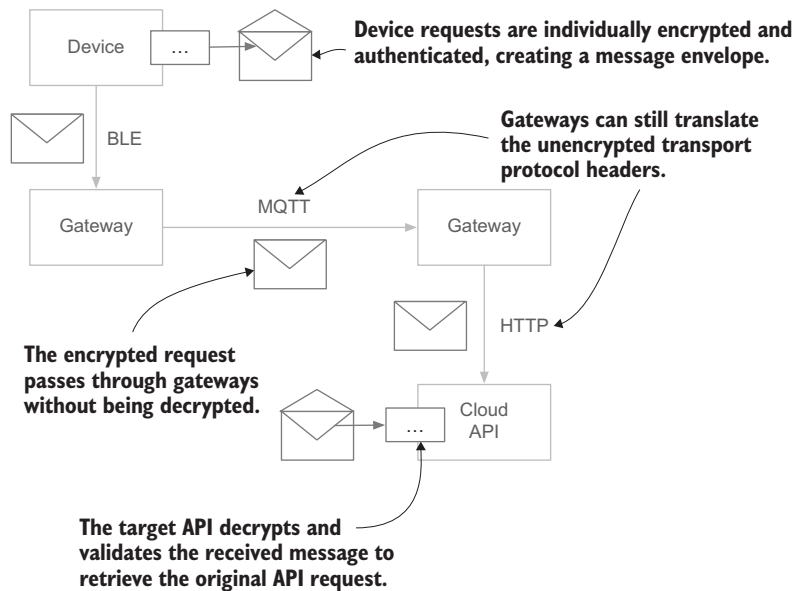 Device
...
Device requests are individually encrypted and
authenticated, creating a message envelope.
BLE
Gateways can still translate
the unencrypted transport
protocol headers.
MQTT
Gateway
Gateway
HTTP
The encrypted request
passes through gateways
without being decrypted.
Cloud
API
...
The target API decrypts and
validates the received message to
retrieve the original API request.